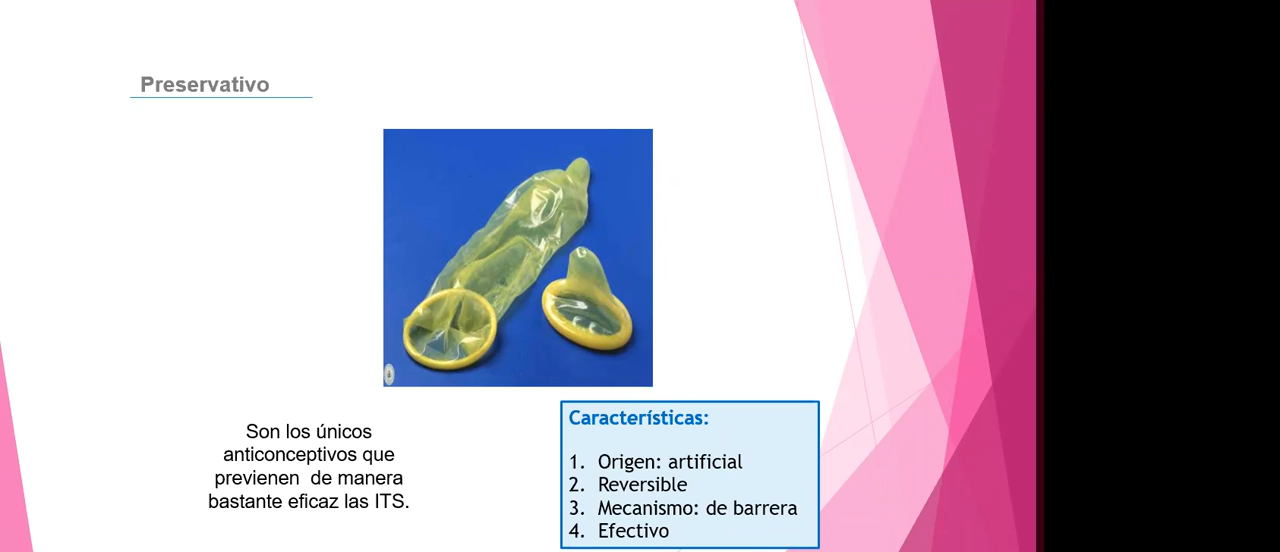 Preservativo
Son los únicos
anticonceptivos que
previenen  de manera
bastante eficaz las ITS.
Características:
1.  Origen: artificial
2.  Reversible
3.  Mecanismo: de barrera
4.  Efectivo